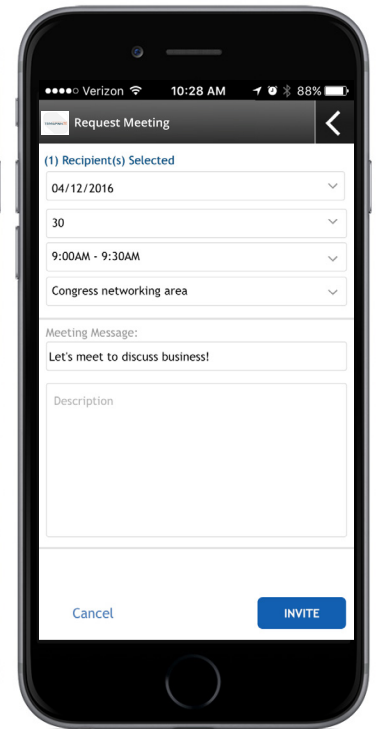 Verizon 10:28 AM 88%
Request Meeting
(1) Recipient(s) Selected
04/12/2016
30
9:00AM - 9:30AM
Congress networking area
Meeting Message:
Let's meet to discuss business!
Description
Cancel INVITE